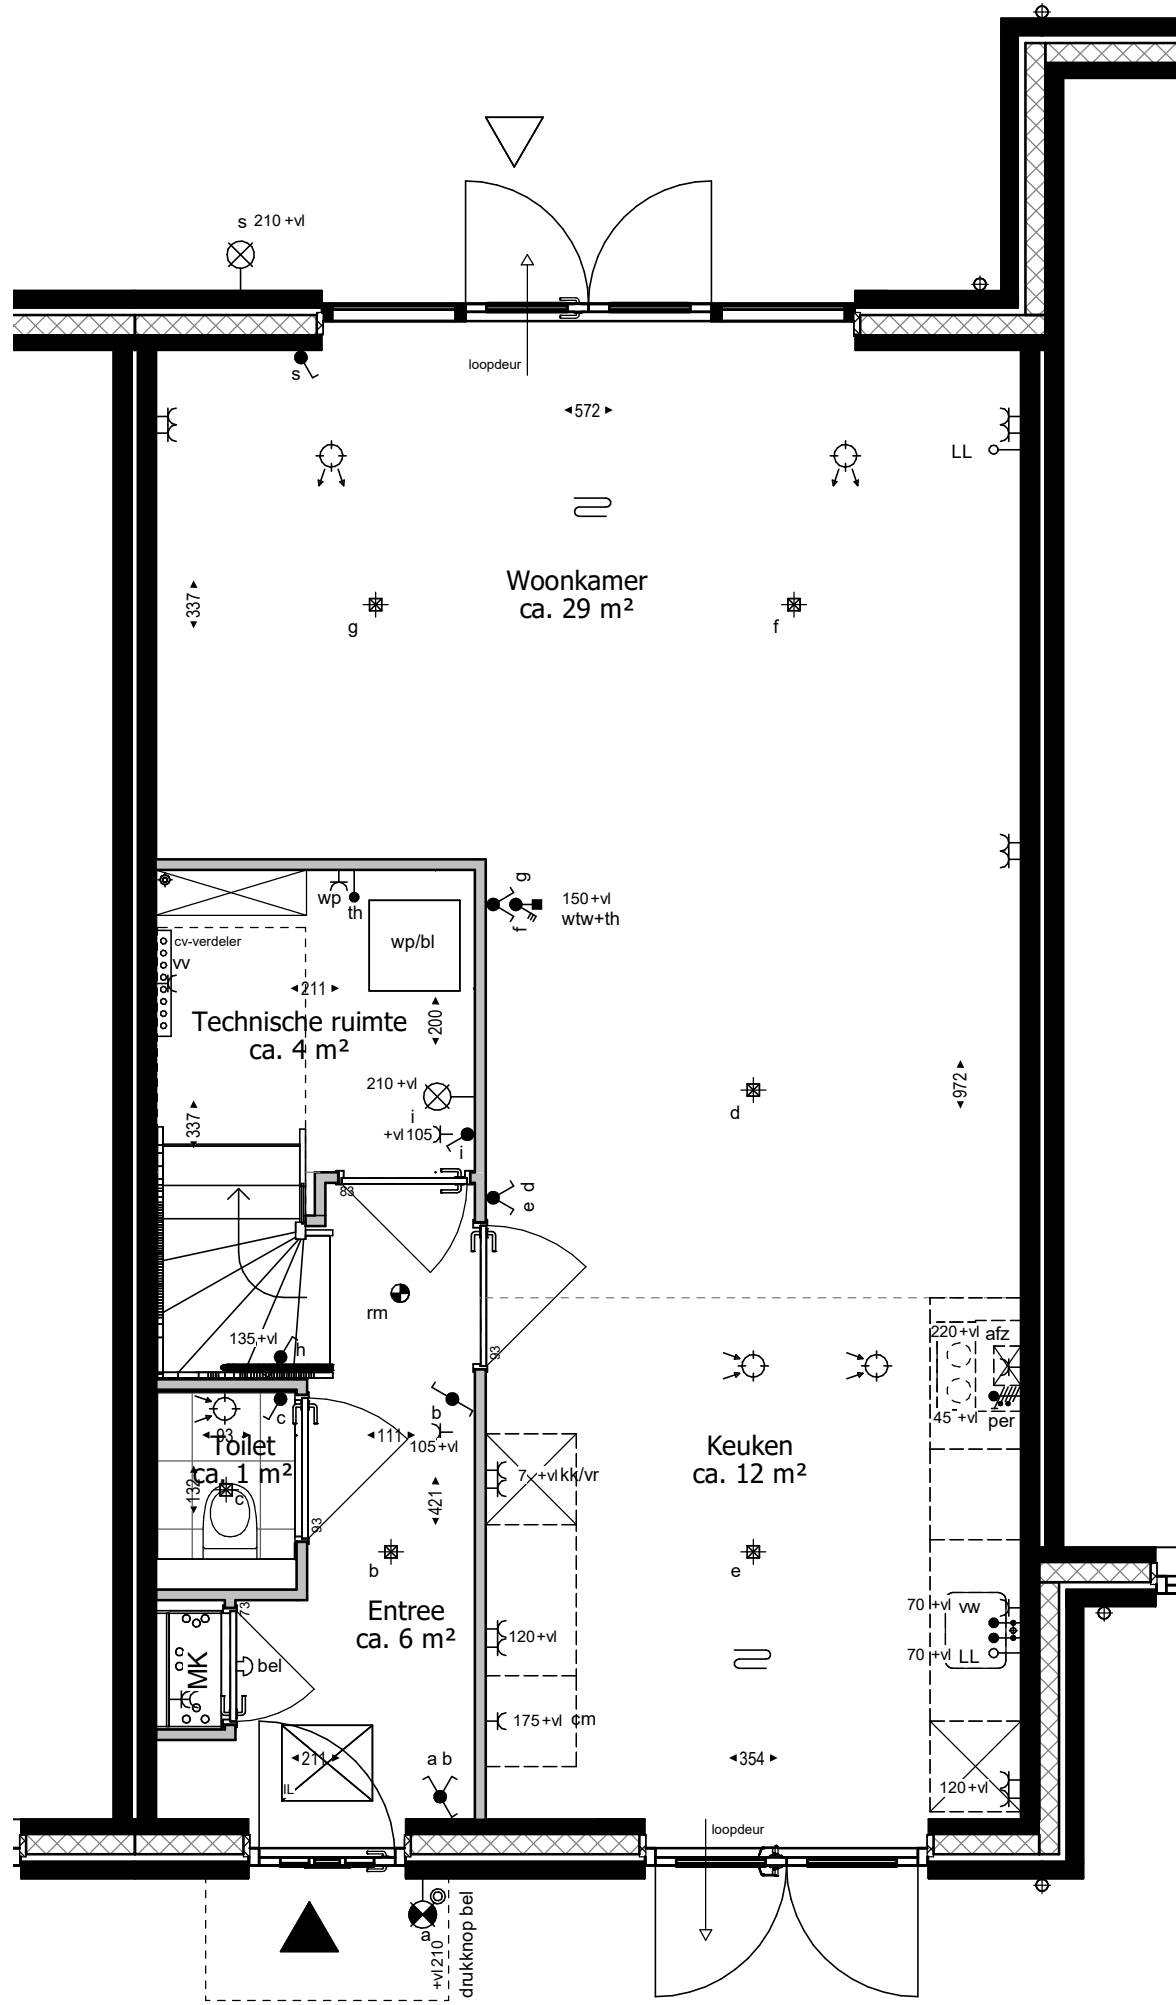 s 210 +vl
loopdeur
s
572
LL
Woonkamer
ca. 29 m²
337
g
f
wp
th
g
f
150+vl
wtw+th
cv-verdeler
vv
wp/bl
211
200
Technische ruimte
ca. 4 m²
972
210 +vl
i
d
337
+vl 105
i
83
e d
rm
135+vl
h
93
220+vl
afz
c
b
45 +vl
per
93
Toilet
ca. 1 m²
111
105+vl
Keuken
ca. 12 m²
132
c
421
+vl kk/vr
93
b
e
Entree
ca. 6 m²
73
70 +vl vw
120+vl
MK
bel
70 +vl LL
175+vl cm
211
IL
a b
354
120+vl
loopdeur
a
+vl 210
drukknop bel